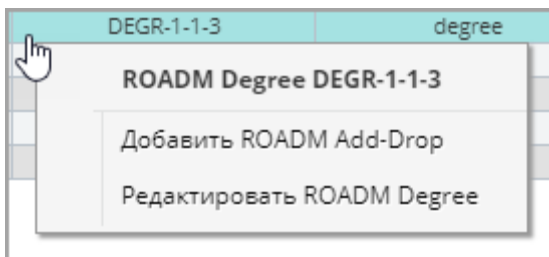 DEGR-1-1-3 degree
ROADM Degree DEGR-1-1-3
Добавить ROADM Add-Drop
Редактировать ROADM Degree